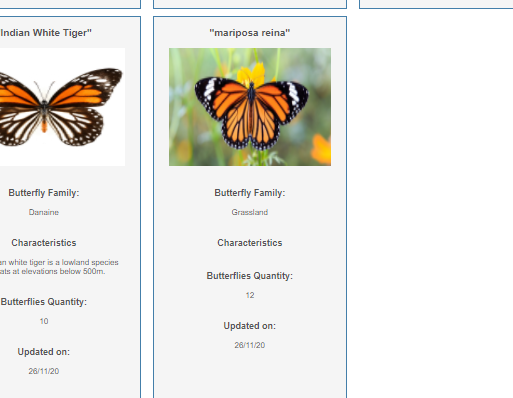 Indian White Tiger"
Butterfly Family:
Danaine
Characteristics
an white tiger is a lowland species
ats at elevations below 500m.
Butterflies Quantity:
10
Updated on:
26/11/20
"mariposa reina"
Butterfly Family:
Grassland
Characteristics
Butterflies Quantity:
12
Updated on:
26/11/20